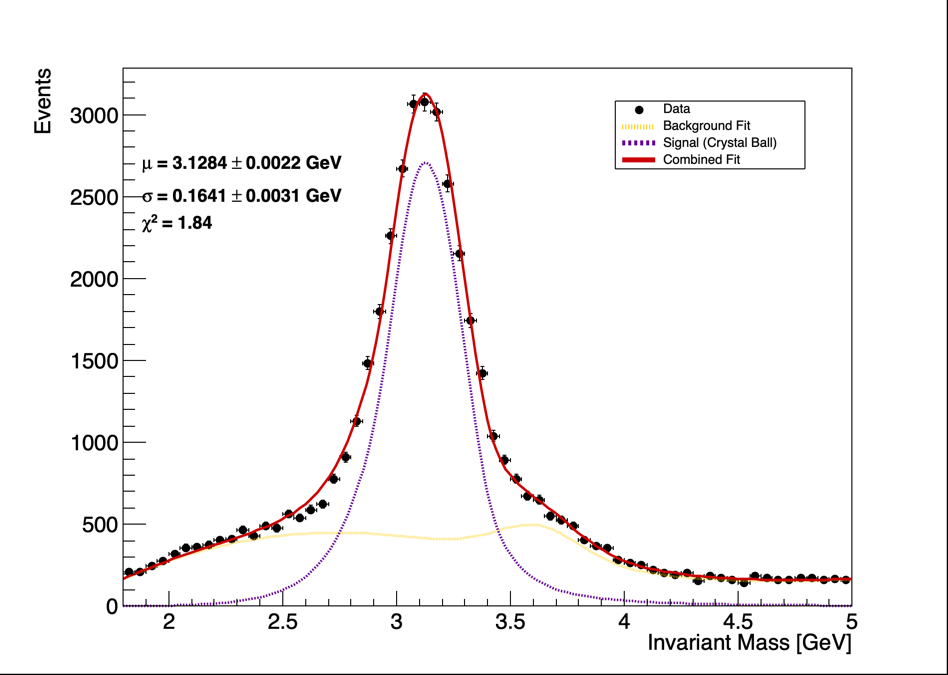 Events
3000
2500
2000
1500
1000
500
0
μ = 3.1284 ± 0.0022 GeV
σ = 0.1641 ± 0.0031 GeV
χ² = 1.84
Data
Background Fit
Signal (Crystal Ball)
Combined Fit
2 2.5 3 3.5 4 4.5 5
Invariant Mass [GeV]